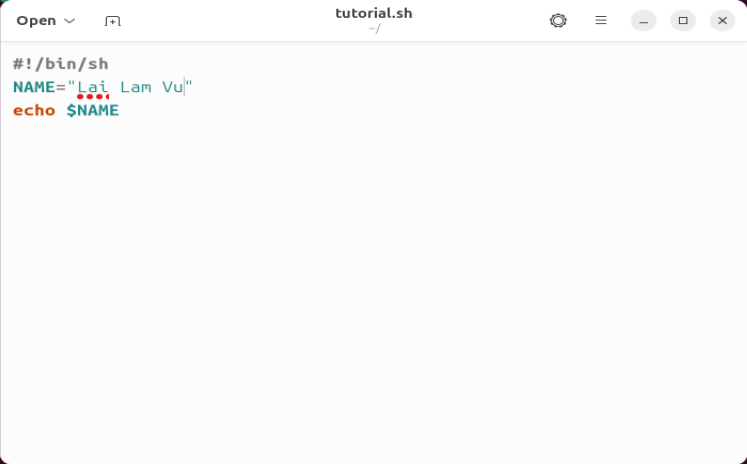 Open
tutorial.sh
~/
#!/bin/sh
NAME="Lai Lam Vu"
echo $NAME